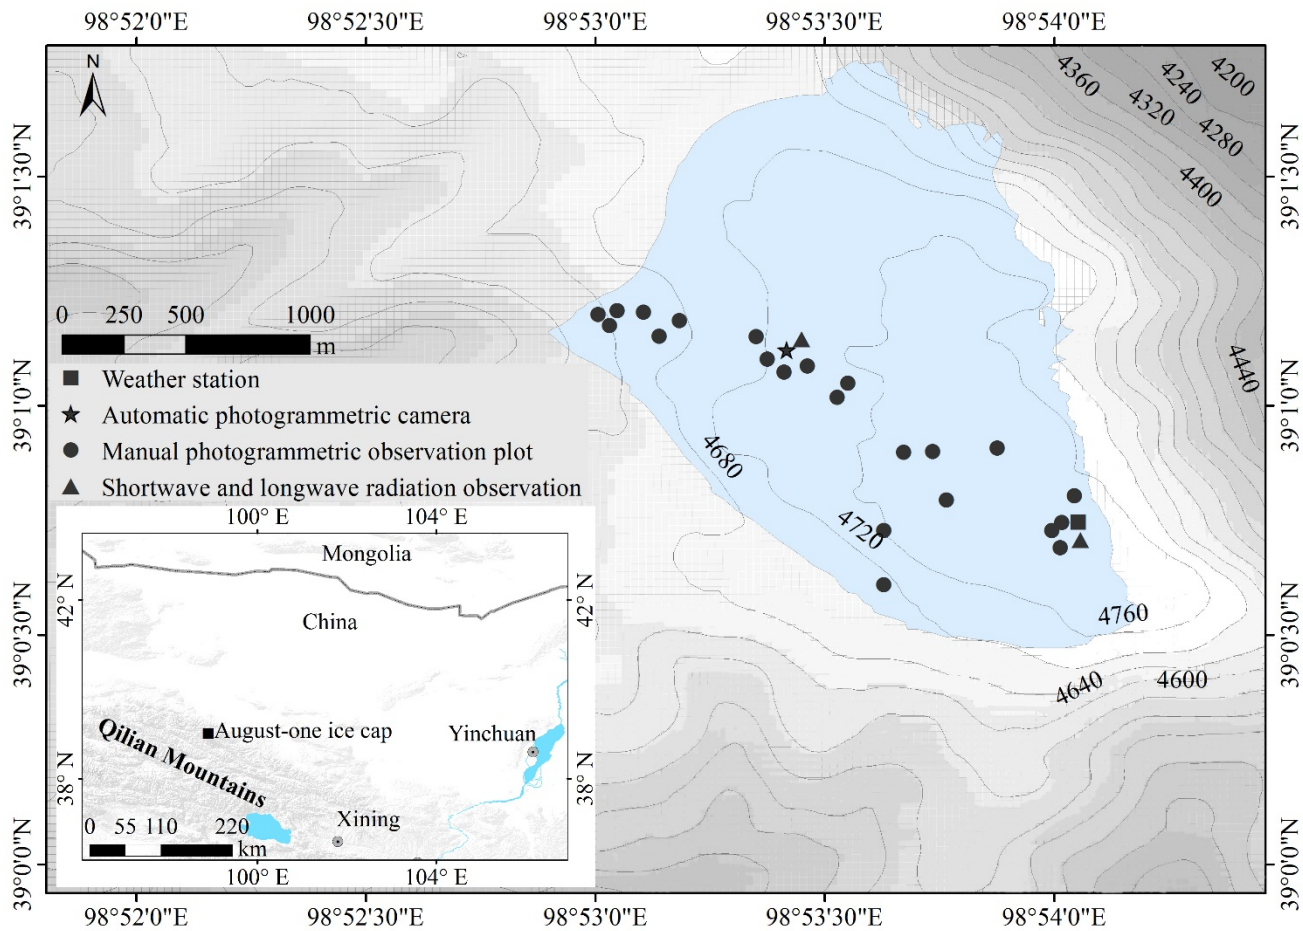 98°52'0"E 98°52'30"E 98°53'0"E 98°53'30"E 98°54'0"E
N
4360
4240
4200
4320
4280
4400
39°1'30"N
39°1'30"N
0 250 500 1000
m
4440
Weather station
39°1'0"N
39°1'0"N
Automatic photogrammetric camera
Manual photogrammetric observation plot
4680
Shortwave and longwave radiation observation
4720
100° E 104° E
Mongolia
42° N
42° N
China
4760
39°0'30"N
39°0'30"N
4640
4600
August-one ice cap
Yinchuan
Qilian Mountains
38° N
38° N
Xining
0 55 110 220
km
100° E 104° E
39°0'0"N
39°0'0"N
98°52'0"E 98°52'30"E 98°53'0"E 98°53'30"E 98°54'0"E